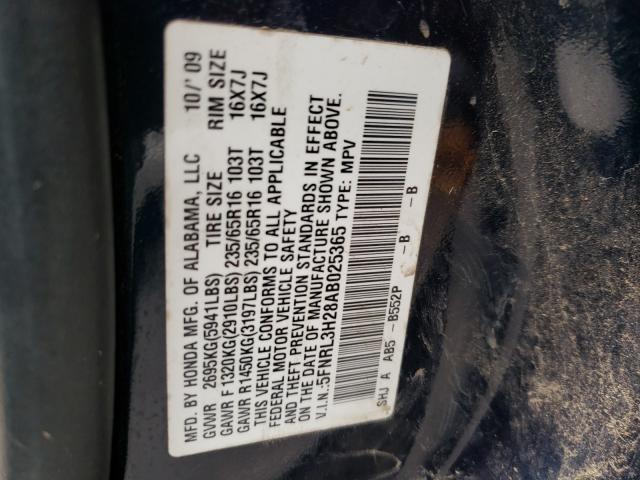 MFD. BY HONDA MFG. OF ALABAMA, LLC 10/'09
GVWR 2695KG(5941LBS) TIRE SIZE RIM SIZE
GAWR F 1320KG(2910LBS) 235/65R16 103T 16X7J
GAWR R1450KG(3197LBS) 235/65R16 103T 16X7J
THIS VEHICLE CONFORMS TO ALL APPLICABLE
FEDERAL MOTOR VEHICLE SAFETY
AND THEFT PREVENTION STANDARDS IN EFFECT
ON THE DATE OF MANUFACTURE SHOWN ABOVE.
V.I.N.:5FNRL3H28AB025365 TYPE: MPV
SHJ A AB5 -B552P -B -B